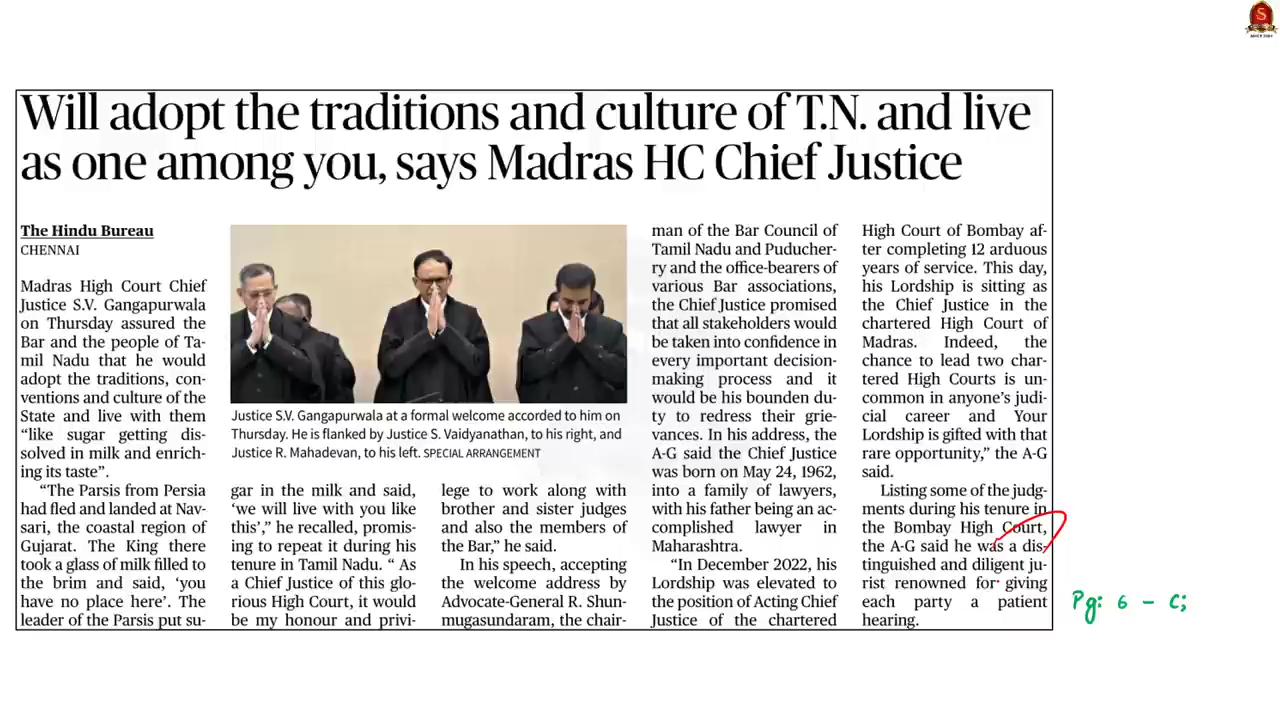 Will adopt the traditions and culture of T.N. and live
as one among you, says Madras HC Chief Justice
The Hindu Bureau
CHENNAI
Madras High Court Chief
Justice S.V. Gangapurwala
on Thursday assured the
Bar and the people of Ta-
mil Nadu that he would
adopt the traditions, con-
ventions and culture of the
State and live with them
“like sugar getting dis-
solved in milk and enrich-
ing its taste”.
“The Parsis from Persia
had fled and landed at Nav-
sari, the coastal region of
Gujarat. The King there
took a glass of milk filled to
the brim and said, ‘you
have no place here’. The
leader of the Parsis put su-
Justice S.V. Gangapurwala at a formal welcome accorded to him on
Thursday. He is flanked by Justice S. Vaidyanathan, to his right, and
Justice R. Mahadevan, to his left. SPECIAL ARRANGEMENT
gar in the milk and said,
‘we will live with you like
this’,” he recalled, promis-
ing to repeat it during his
tenure in Tamil Nadu. “ As
a Chief Justice of this glo-
rious High Court, it would
be my honour and privi-
lege to work along with
brother and sister judges
and also the members of
the Bar,” he said.
In his speech, accepting
the welcome address by
Advocate-General R. Shun-
mugasundaram, the chair-
man of the Bar Council of
Tamil Nadu and Puducher-
ry and the office-bearers of
various Bar associations,
the Chief Justice promised
that all stakeholders would
be taken into confidence in
every important decision-
making process and it
would be his bounden du-
ty to redress their grie-
vances. In his address, the
A-G said the Chief Justice
was born on May 24, 1962,
into a family of lawyers,
with his father being an ac-
complished lawyer in
Maharashtra.
“In December 2022, his
Lordship was elevated to
the position of Acting Chief
Justice of the chartered
High Court of Bombay af-
ter completing 12 arduous
years of service. This day,
his Lordship is sitting as
the Chief Justice in the
chartered High Court of
Madras. Indeed, the
chance to lead two char-
tered High Courts is un-
common in anyone’s judi-
cial career and Your
Lordship is gifted with that
rare opportunity,” the A-G
said.
Listing some of the judg-
ments during his tenure in
the Bombay High Court,
the A-G said he was a dis-
tinguished and diligent ju-
rist renowned for giving
each party a patient
hearing.
Pg: 6 - C;
S